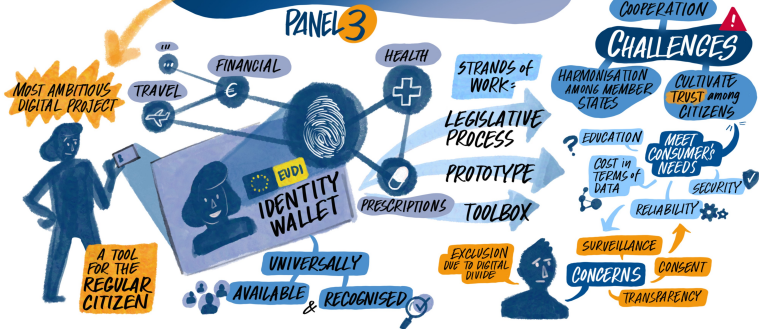 PANEL 3
MOST AMBITIOUS
DIGITAL PROJECT
TRAVEL
FINANCIAL
€
HEALTH
PRESCRIPTIONS
EUDI
IDENTITY
WALLET
A TOOL
FOR THE
REGULAR
CITIZEN
UNIVERSALLY
AVAILABLE
& RECOGNISED
STRANDS of
WORK:
LEGISLATIVE
PROCESS
PROTOTYPE
TOOLBOX
COOPERATION
CHALLENGES
HARMONISATION
AMONG MEMBER
STATES
CULTIVATE
TRUST among
CITIZENS
MEET
CONSUMER'S
NEEDS
? EDUCATION
COST in
TERMS of
DATA
SECURITY
RELIABILITY
EXCLUSION
DUE TO DIGITAL
DIVIDE
SURVEILLANCE
CONCERNS
CONSENT
TRANSPARENCY